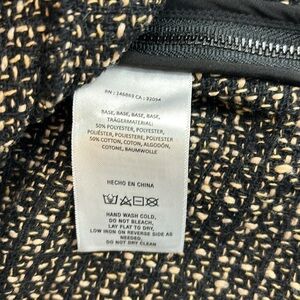 RN : 146863 CA : 32054
BASE, BASE, BASE, BASE,
TRÄGERMATERIAL:
50% POLYESTER, POLYESTER,
POLIÉSTER, POLIESTERE, POLYESTER
50% COTTON, COTON, ALGODÓN,
COTONE, BAUMWOLLE
HECHO EN CHINA
HAND WASH COLD,
DO NOT BLEACH,
LAY FLAT TO DRY,
LOW IRON ON REVERSE SIDE AS
NEEDED.
DO NOT DRY CLEAN